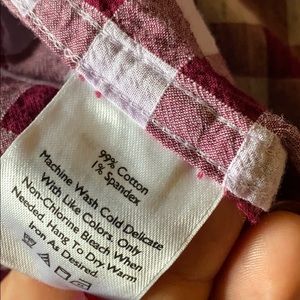 99% Cotton
1% Spandex
Machine Wash Cold Delicate
With Like Colors. Only
Non-Chlorine Bleach When
Needed. Hang To Dry. Warm
Iron As Desired.